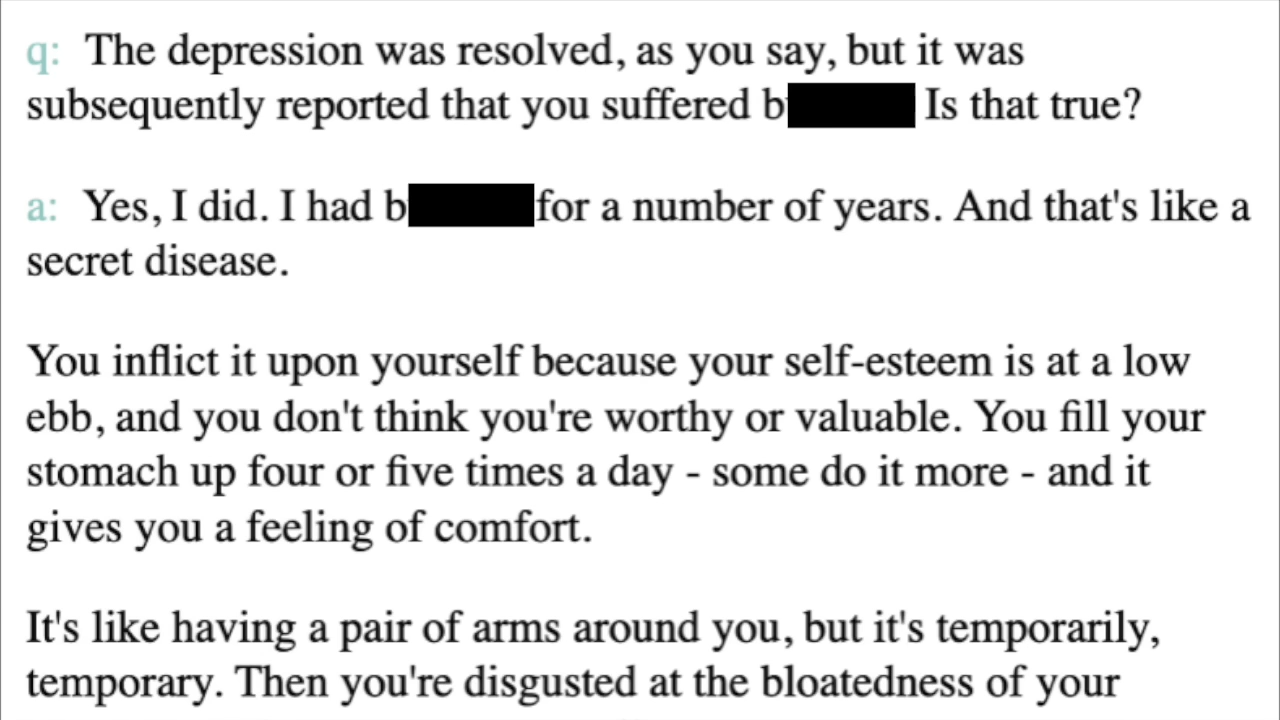 q: The depression was resolved, as you say, but it was
subsequently reported that you suffered b Is that true?
a: Yes, I did. I had b for a number of years. And that's like a
secret disease.
You inflict it upon yourself because your self-esteem is at a low
ebb, and you don't think you're worthy or valuable. You fill your
stomach up four or five times a day - some do it more - and it
gives you a feeling of comfort.
It's like having a pair of arms around you, but it's temporarily,
temporary. Then you're disgusted at the bloatedness of your